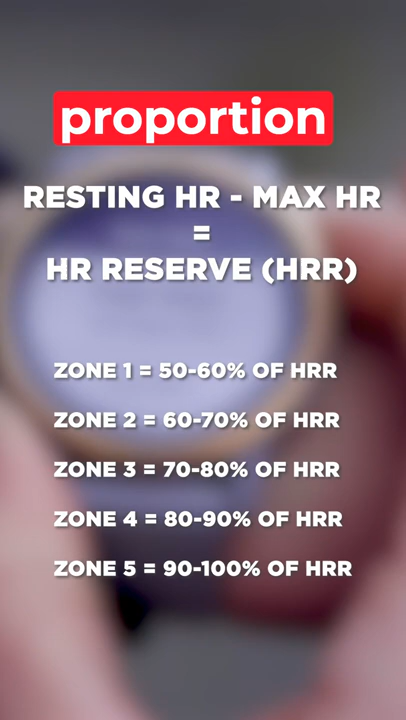 proportion
RESTING HR - MAX HR
=
HR RESERVE (HRR)
ZONE 1 = 50-60% OF HRR
ZONE 2 = 60-70% OF HRR
ZONE 3 = 70-80% OF HRR
ZONE 4 = 80-90% OF HRR
ZONE 5 = 90-100% OF HRR